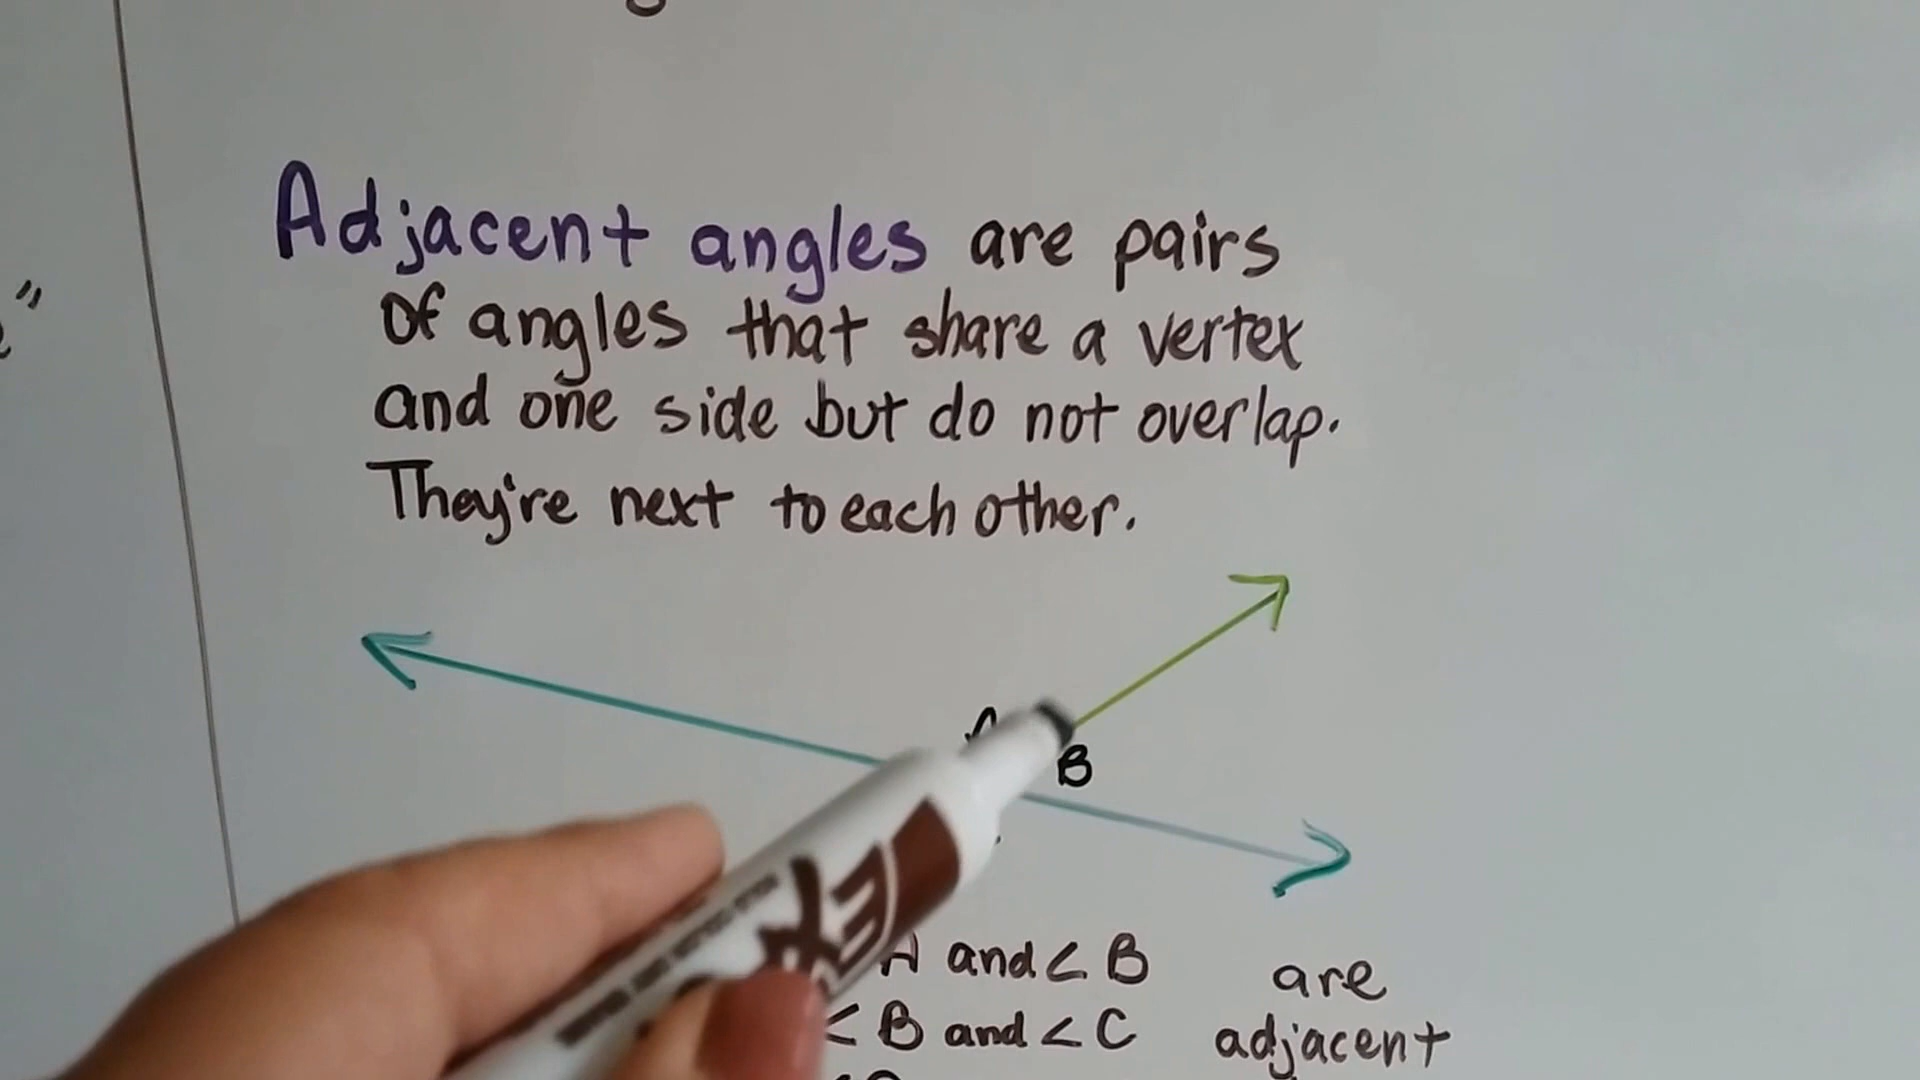 Adjacent angles are pairs
of angles that share a vertex
and one side but do not overlap.
They're next to each other.
A
B
A and < B are
< B and < C adjacent